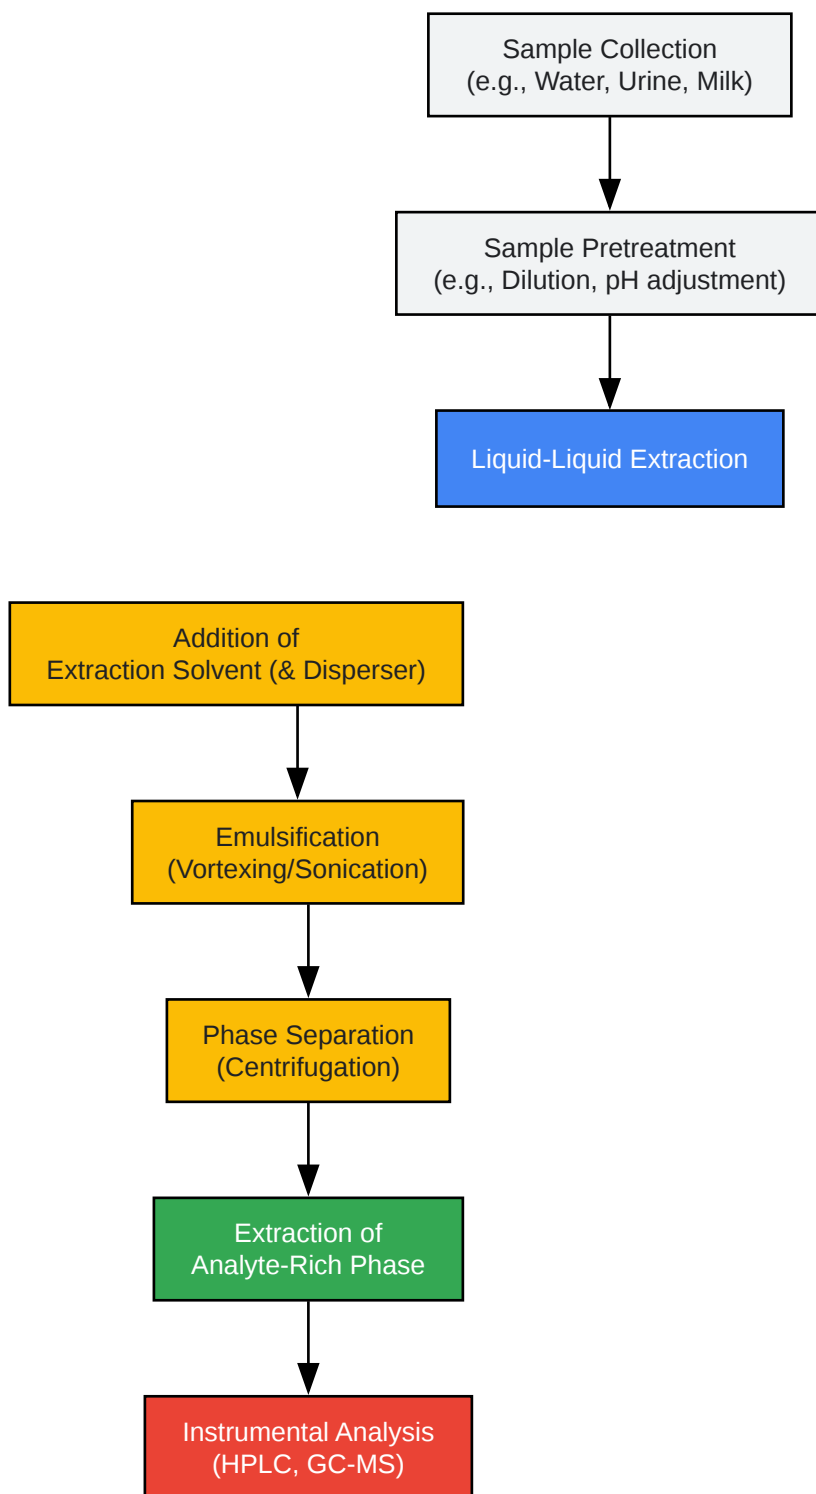 Sample Collection
(e.g., Water, Urine, Milk)
Sample Pretreatment
(e.g., Dilution, pH adjustment)
Liquid-Liquid Extraction
Addition of
Extraction Solvent (& Disperser)
Emulsification
(Vortexing/Sonication)
Phase Separation
(Centrifugation)
Extraction of
Analyte-Rich Phase
Instrumental Analysis
(HPLC, GC-MS)